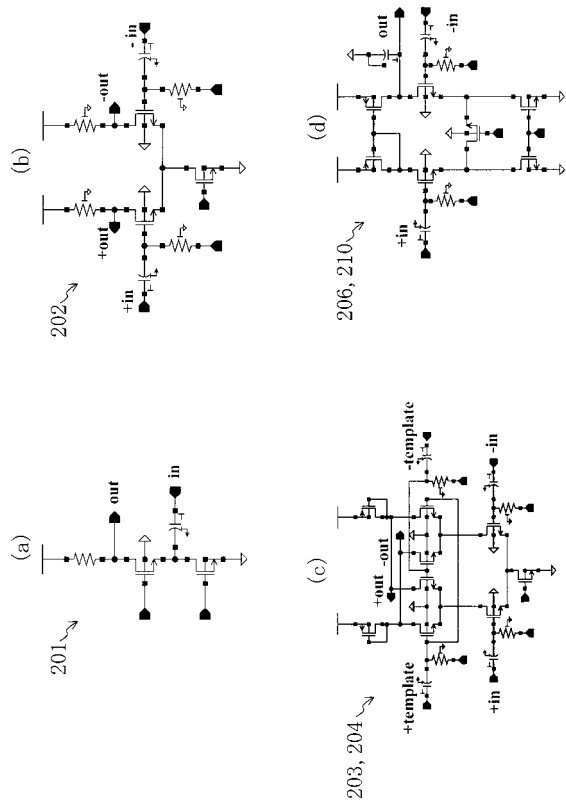 (a)
201
out
in
(b)
202
+out
-out
+in
-in
(c)
203, 204
+template
-template
+out
-out
+in
-in
(d)
206, 210
out
+in
-in